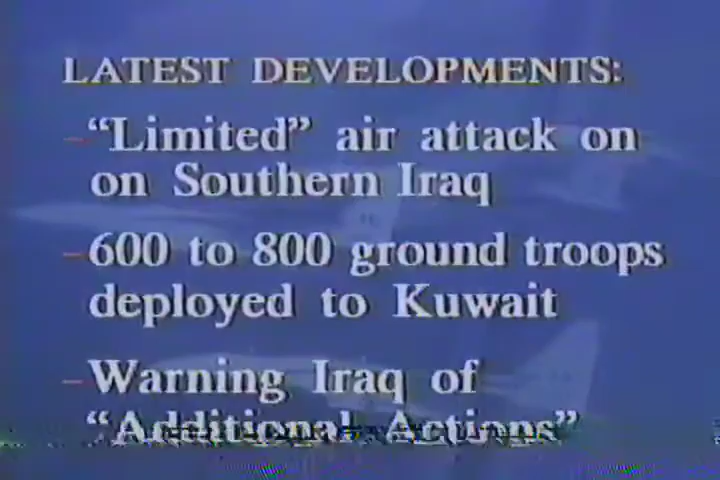 LATEST DEVELOPMENTS:
–“Limited” air attack on
on Southern Iraq
–600 to 800 ground troops
deployed to Kuwait
–Warning Iraq of
“Additional Actions”